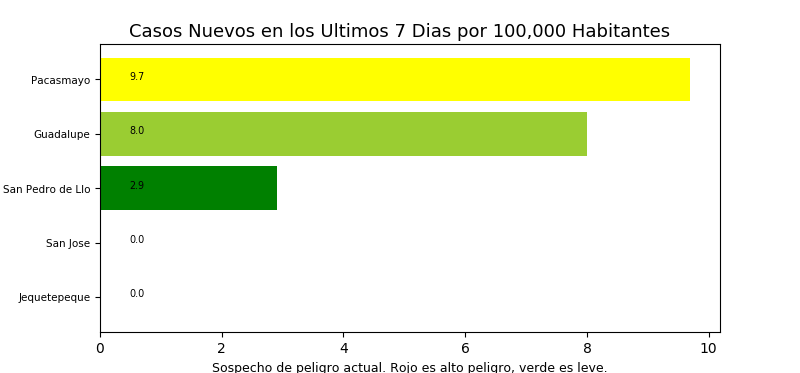 Casos Nuevos en los Ultimos 7 Dias por 100,000 Habitantes
Pacasmayo 9.7
Guadalupe 8.0
San Pedro de Llo 2.9
San Jose 0.0
Jequetepeque 0.0
0 2 4 6 8 10
Sospecho de peligro actual. Rojo es alto peligro, verde es leve.